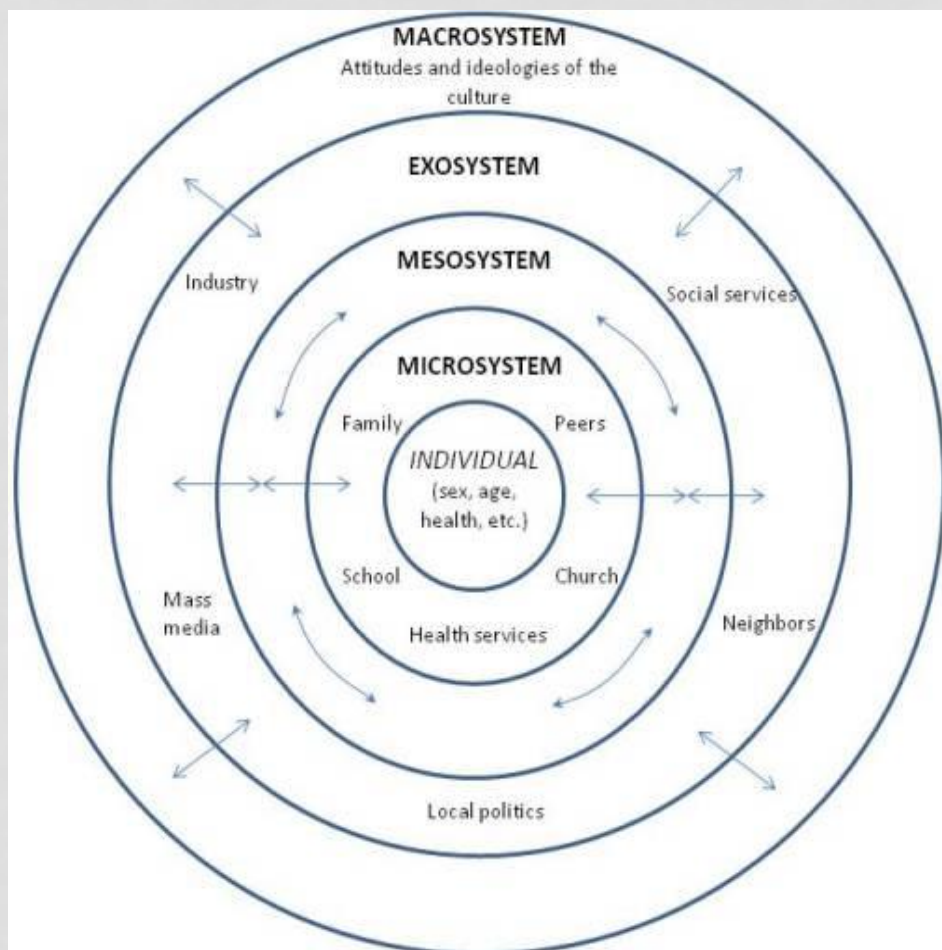 MACROSYSTEM
Attitudes and ideologies of the
culture
EXOSYSTEM
MESOSYSTEM
Industry
Social services
MICROSYSTEM
Family
Peers
INDIVIDUAL
(sex, age,
health, etc.)
School
Church
Mass
media
Health services
Neighbors
Local politics